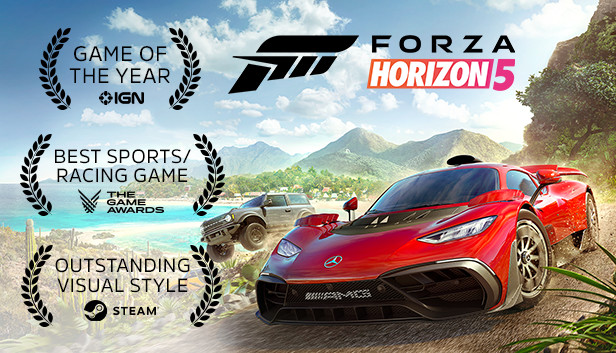 GAME OF
THE YEAR
IGN
BEST SPORTS/
RACING GAME
THE
GAME
AWARDS
OUTSTANDING
VISUAL STYLE
STEAM
FORZA
HORIZON 5
AMG